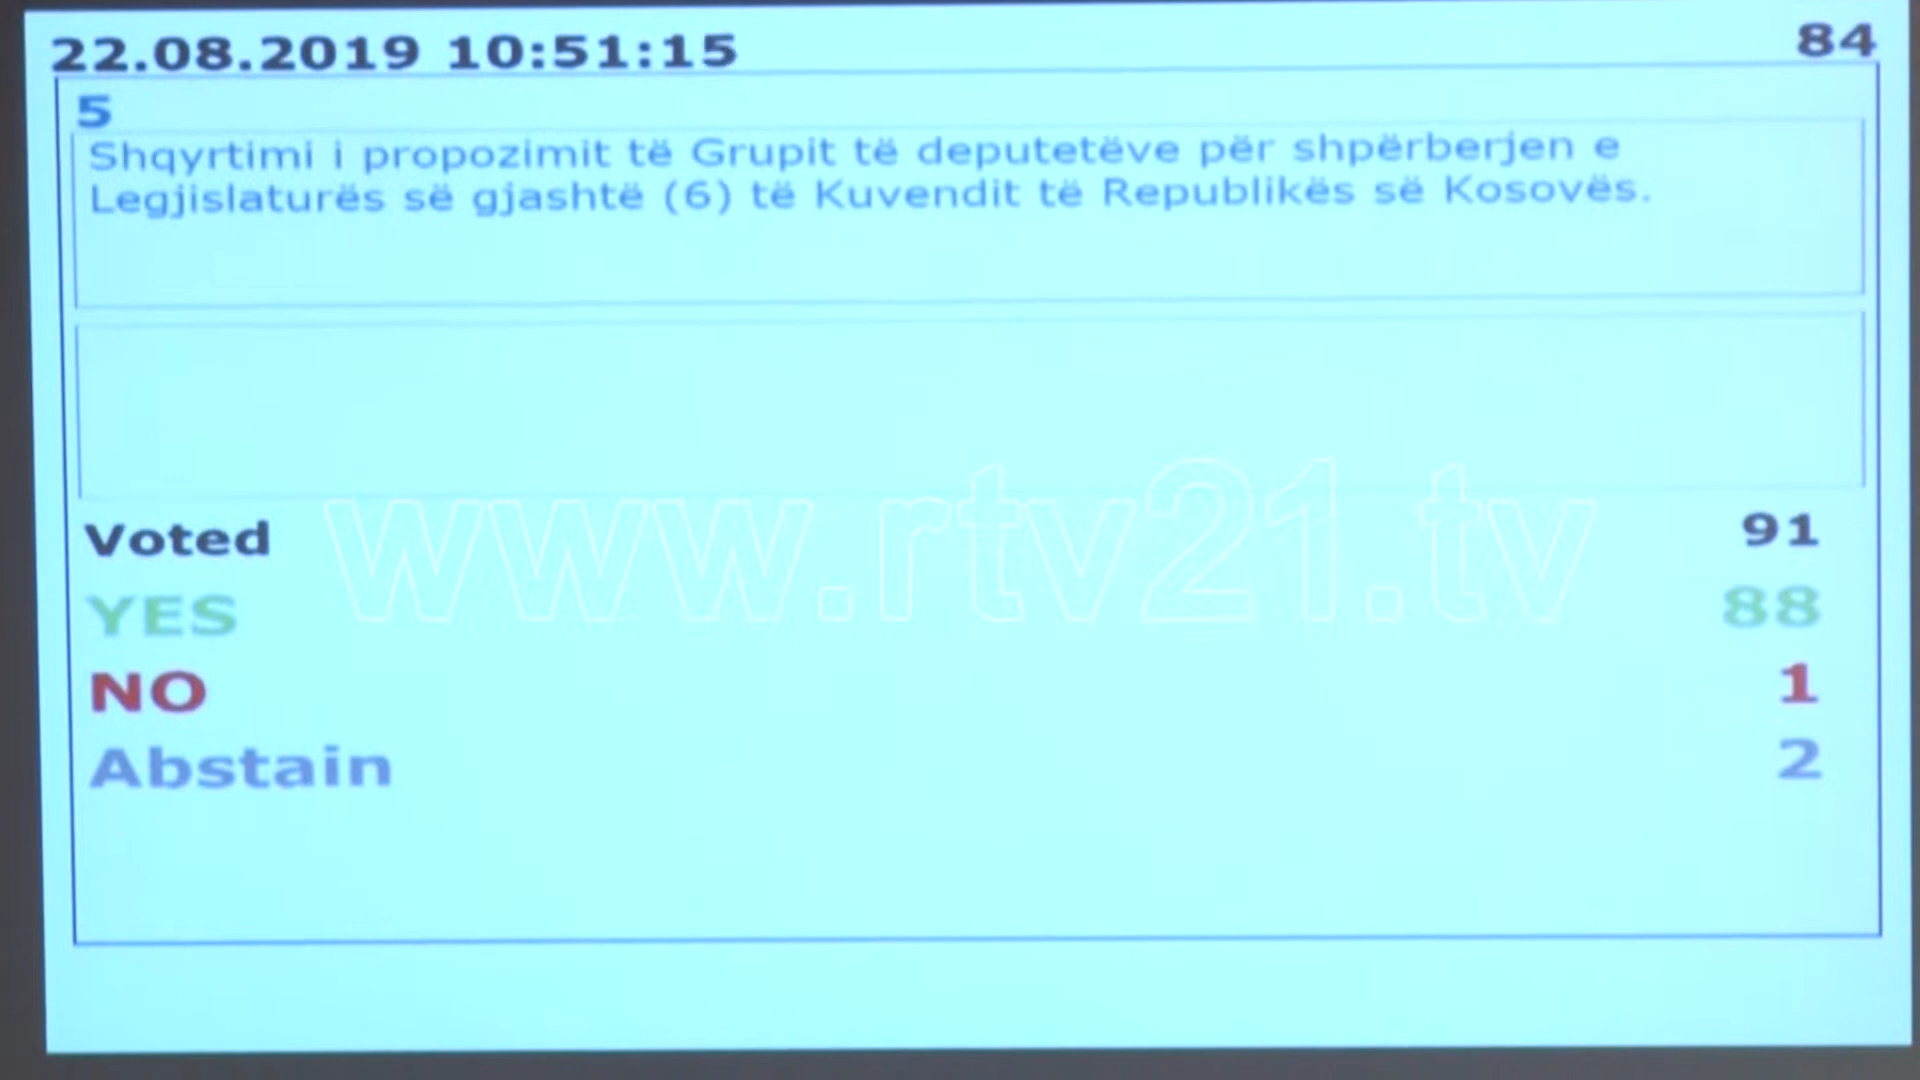 22.08.2019 10:51:15 84
5
Shqyrtimi i propozimit të Grupit të deputetëve për shpërberjen e
Legjislaturës së gjashtë (6) të Kuvendit të Republikës së Kosovës.
www.rtv21.tv
Voted 91
YES 88
NO 1
Abstain 2